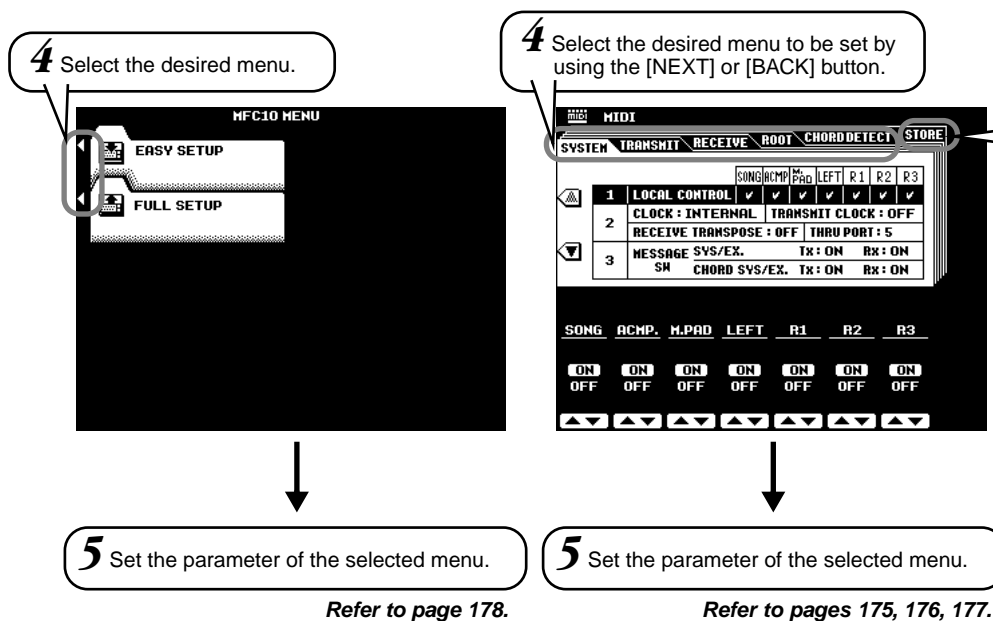 4 Select the desired menu.
MFC10 MENU
EASY SETUP
FULL SETUP
5 Set the parameter of the selected menu.
Refer to page 178.
4 Select the desired menu to be set by
using the [NEXT] or [BACK] button.
MIDI MIDI
SYSTEM TRANSMIT RECEIVE ROOT CHORD DETECT STORE
SONG ACMP M.PAD LEFT R1 R2 R3
1 LOCAL CONTROL ✓ ✓ ✓ ✓ ✓ ✓ ✓
2 CLOCK : INTERNAL TRANSMIT CLOCK : OFF
RECEIVE TRANSPOSE : OFF THRU PORT : 5
3 MESSAGE SW SYS/EX. Tx : ON Rx : ON
CHORD SYS/EX. Tx : ON Rx : ON
SONG ACMP. M.PAD LEFT R1 R2 R3
ON ON ON ON ON ON ON
OFF OFF OFF OFF OFF OFF OFF
5 Set the parameter of the selected menu.
Refer to pages 175, 176, 177.